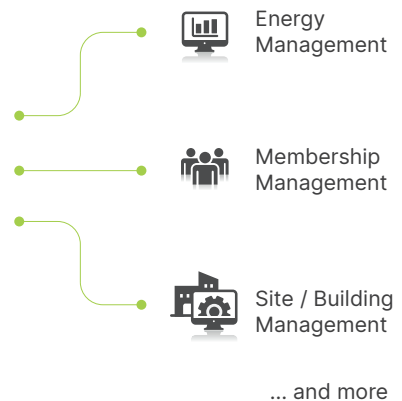 Energy
Management
Membership
Management
Site / Building
Management
... and more